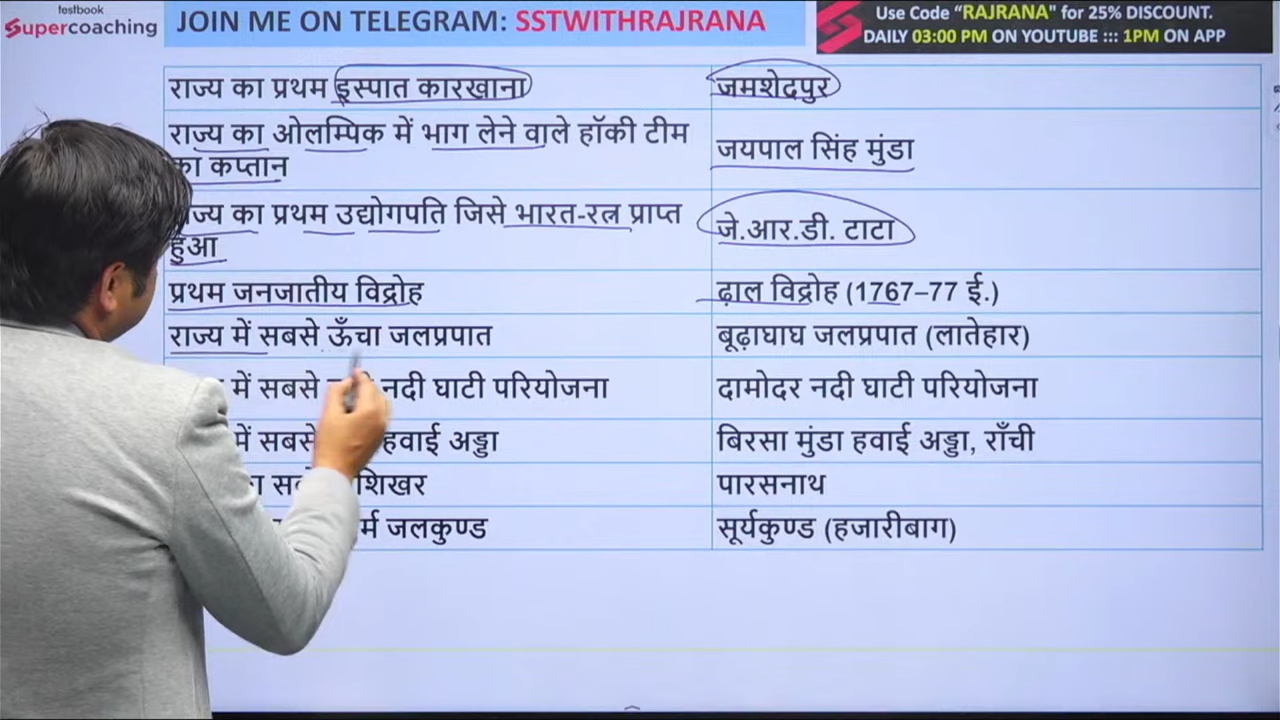 testbook
Supercoaching
JOIN ME ON TELEGRAM: SSTWITHRAJRANA
Use Code “RAJRANA" for 25% DISCOUNT.
DAILY 03:00 PM ON YOUTUBE ::: 1PM ON APP
राज्य का प्रथम इस्पात कारखाना
जमशेदपुर
राज्य का ओलम्पिक में भाग लेने वाले हॉकी टीम
का कप्तान
जयपाल सिंह मुंडा
राज्य का प्रथम उद्योगपति जिसे भारत-रत्न प्राप्त
हुआ
जे.आर.डी. टाटा
प्रथम जनजातीय विद्रोह
ढ़ाल विद्रोह (1767–77 ई.)
राज्य में सबसे ऊँचा जलप्रपात
बूढ़ाघाघ जलप्रपात (लातेहार)
में सबसे नदी घाटी परियोजना
दामोदर नदी घाटी परियोजना
में सबसे हवाई अड्डा
बिरसा मुंडा हवाई अड्डा, राँची
शिखर
पारसनाथ
जलकुण्ड
सूर्यकुण्ड (हजारीबाग)